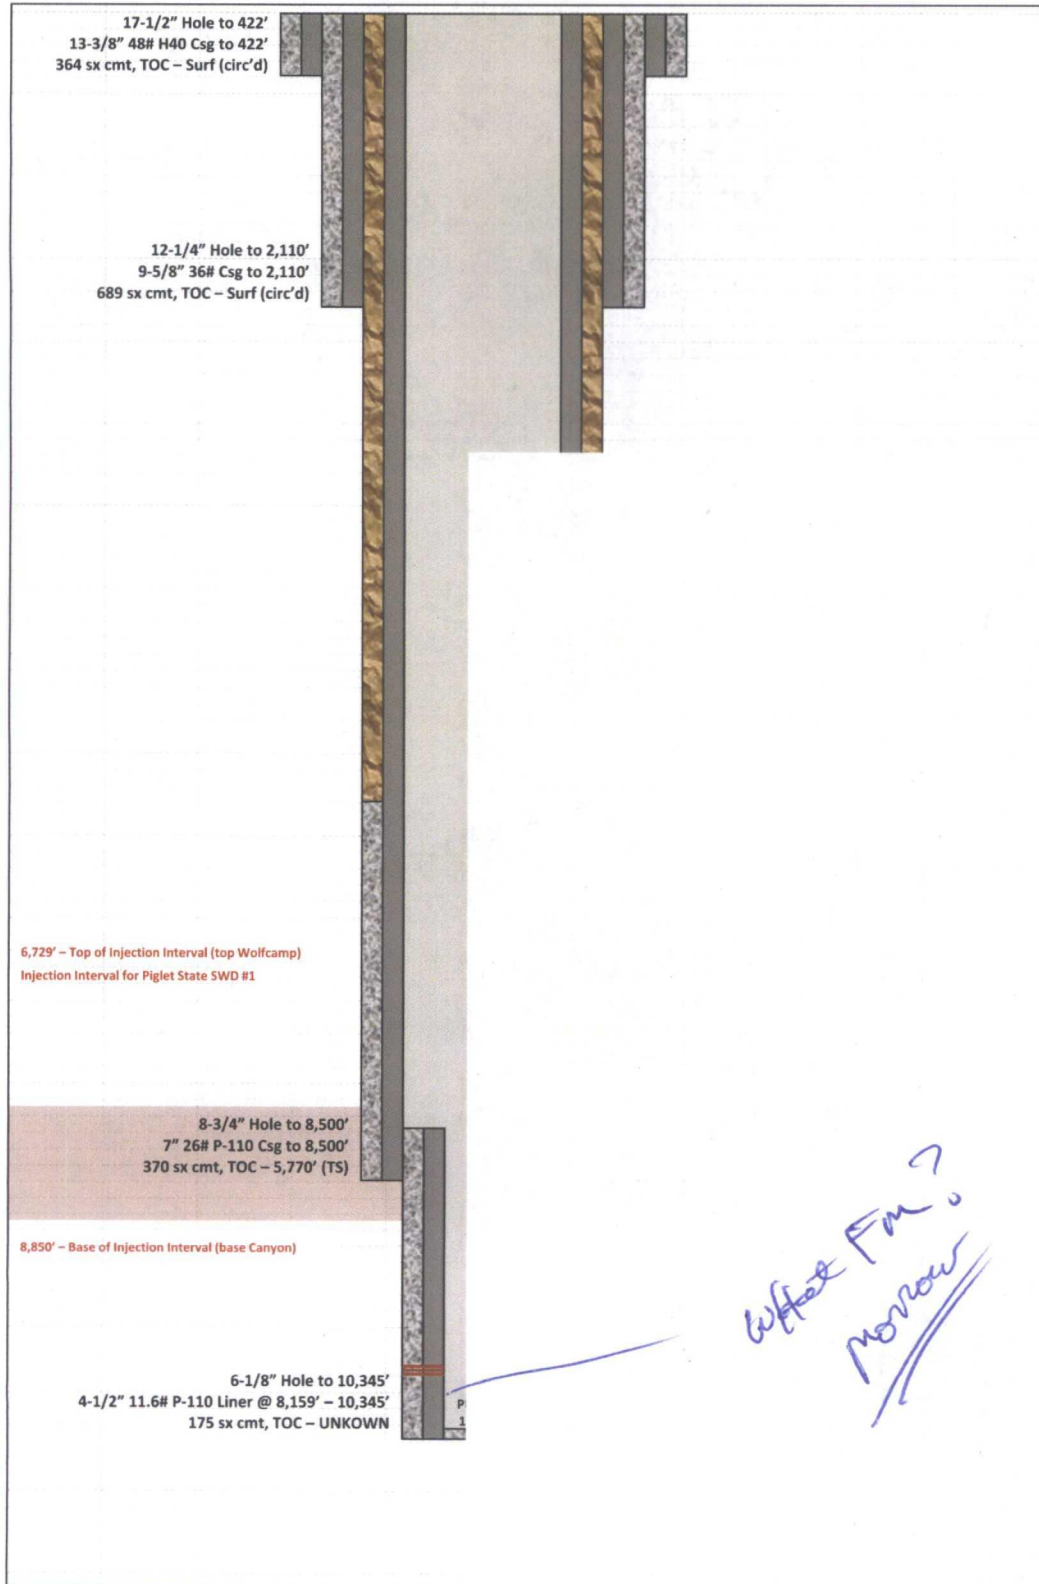 17-1/2” Hole to 422’
13-3/8” 48# H40 Csg to 422’
364 sx cmt, TOC – Surf (circ’d)
12-1/4” Hole to 2,110’
9-5/8” 36# Csg to 2,110’
689 sx cmt, TOC – Surf (circ’d)
6,729’ – Top of Injection Interval (top Wolfcamp)
Injection Interval for Piglet State SWD #1
8-3/4” Hole to 8,500’
7” 26# P-110 Csg to 8,500’
370 sx cmt, TOC – 5,770’ (TS)
8,850’ – Base of Injection Interval (base Canyon)
What Fm?
morrow
6-1/8” Hole to 10,345’
4-1/2” 11.6# P-110 Liner @ 8,159’ – 10,345’
175 sx cmt, TOC – UNKOWN
P
1